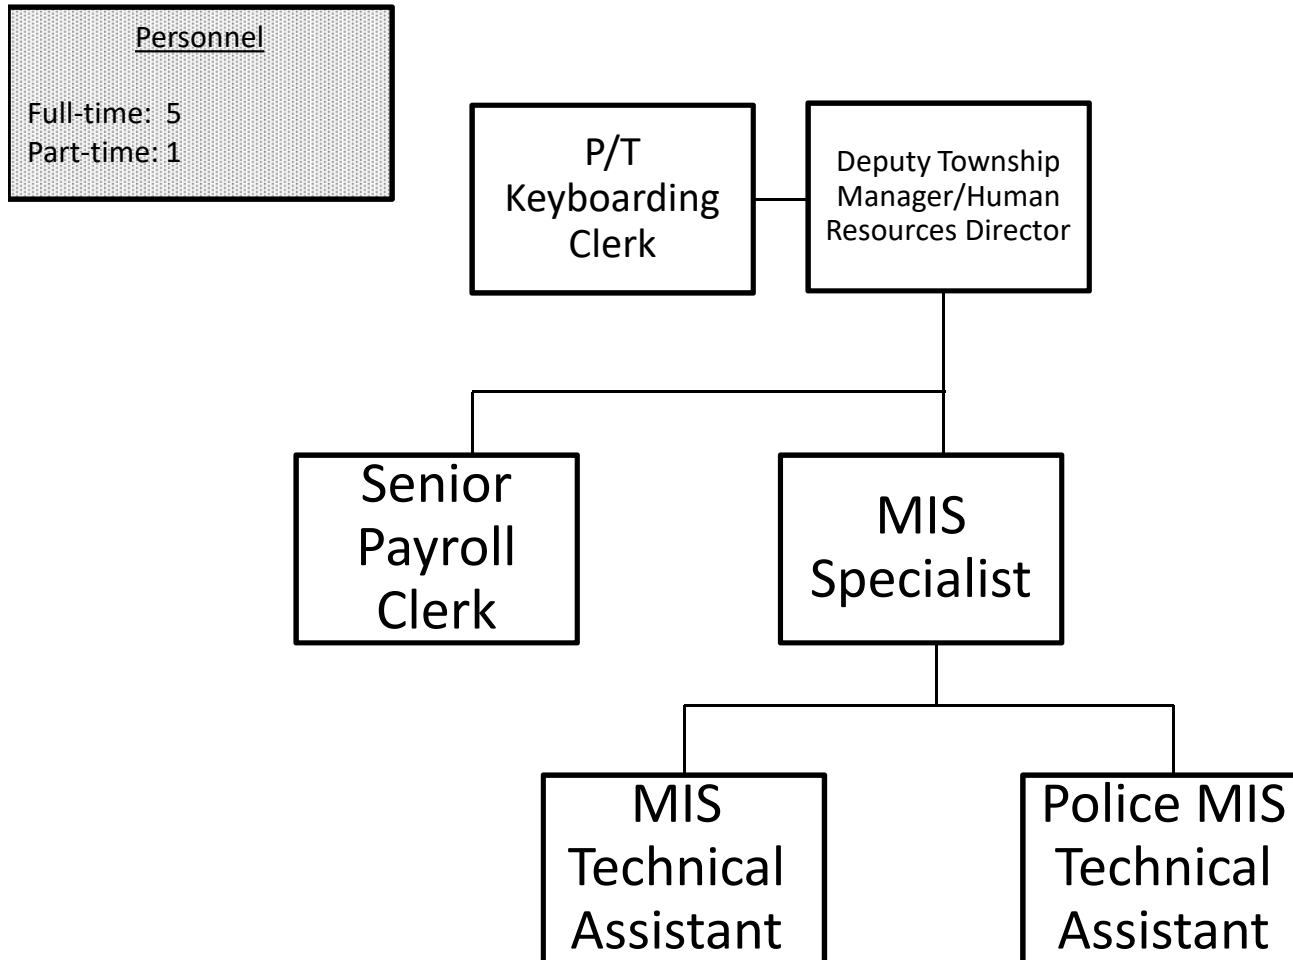 Personnel
Full-time: 5
Part-time: 1
P/T
Keyboarding
Clerk
Deputy Township
Manager/Human
Resources Director
Senior
Payroll
Clerk
MIS
Specialist
MIS
Technical
Assistant
Police MIS
Technical
Assistant